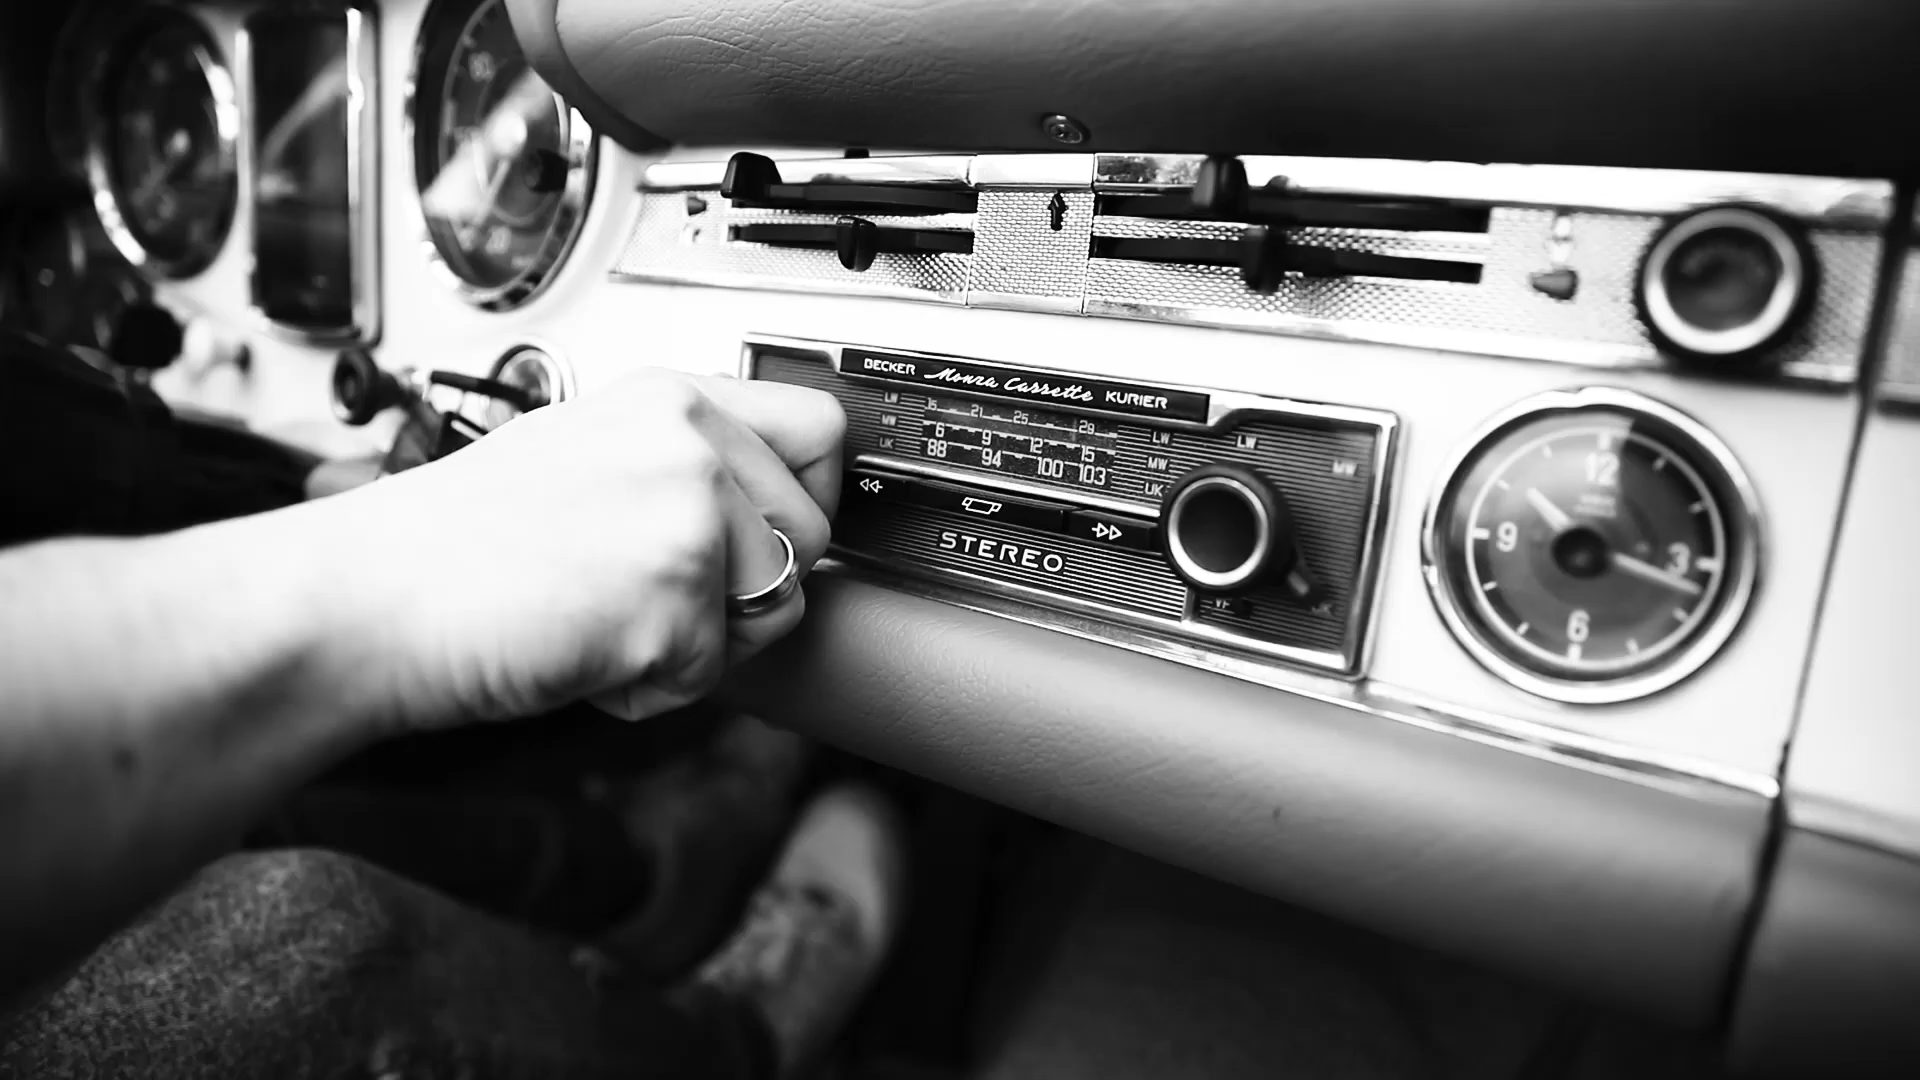 BECKER Monza Cassette KURIER
LW 15 21 25 29 LW LW MW
MW 6 9 12 15 MW
UK 88 94 100 103 UK
STEREO
VF
12
9 3
6